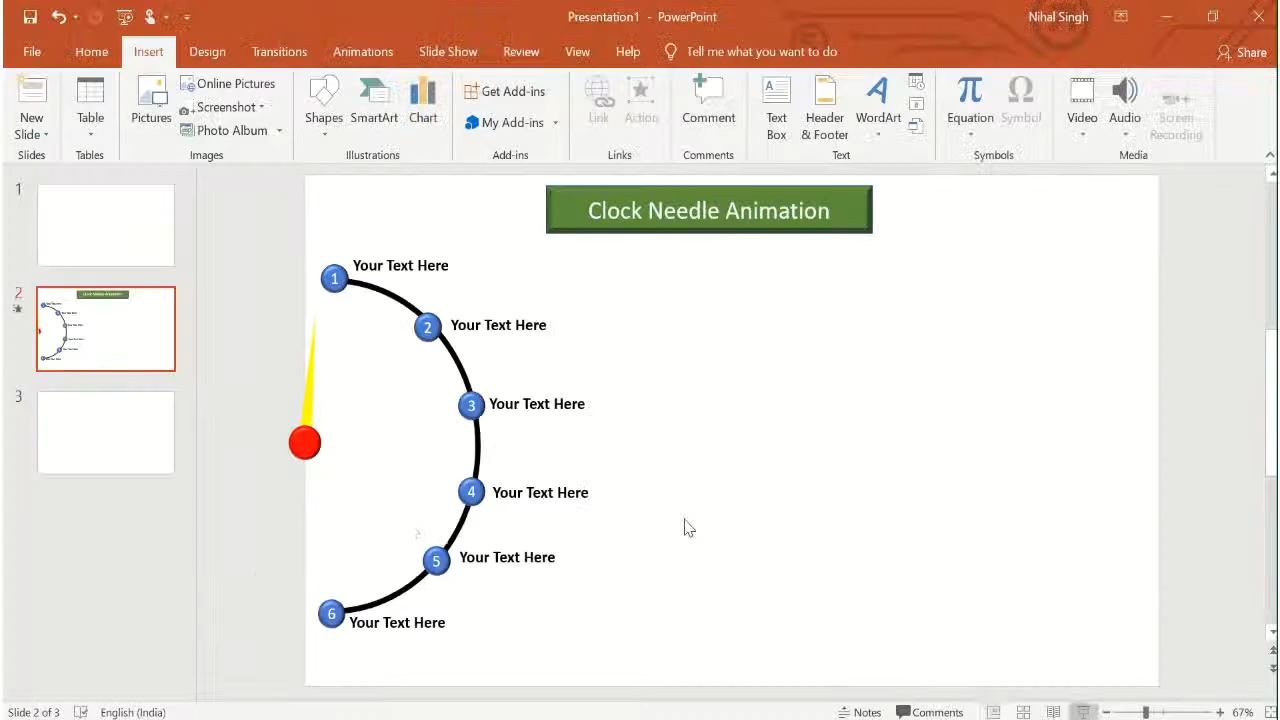 Presentation1 - PowerPoint
Nihal Singh
File Home Insert Design Transitions Animations Slide Show Review View Help Tell me what you want to do Share
New Slide
Slides
Table
Tables
Pictures
Online Pictures
Screenshot
Photo Album
Images
Shapes
SmartArt
Chart
Illustrations
Get Add-ins
My Add-ins
Add-ins
Link
Action
Links
Comment
Comments
Text Box
Header & Footer
WordArt
Text
Equation
Symbol
Symbols
Video
Audio
Screen Recording
Media
1
2
3
Clock Needle Animation
1 Your Text Here
2 Your Text Here
3 Your Text Here
4 Your Text Here
5 Your Text Here
6 Your Text Here
Slide 2 of 3 English (India) Notes Comments 67%